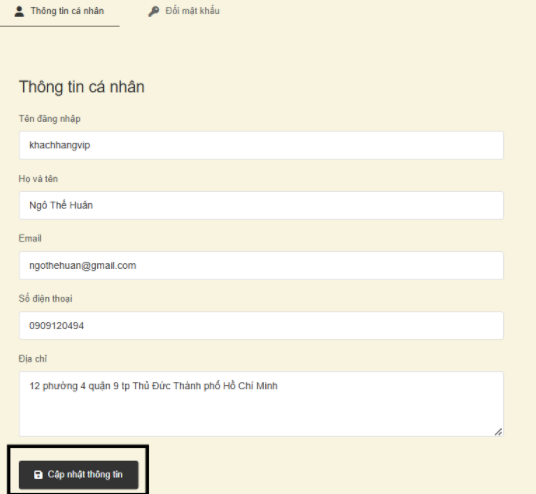 Thông tin cá nhân
Đổi mật khẩu
Thông tin cá nhân
Tên đăng nhập
khachhangvip
Họ và tên
Ngô Thế Huân
Email
ngothehuan@gmail.com
Số điện thoại
0909120494
Địa chỉ
12 phường 4 quận 9 tp Thủ Đức Thành phố Hồ Chí Minh
Cập nhật thông tin